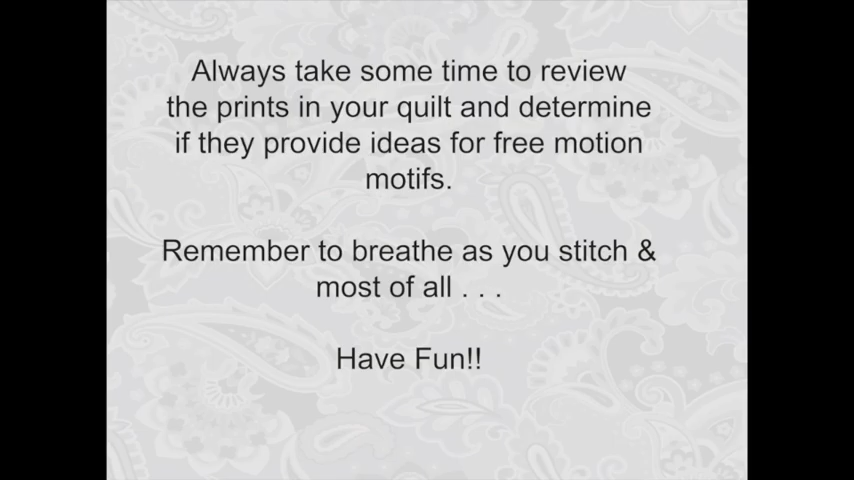 Always take some time to review
the prints in your quilt and determine
if they provide ideas for free motion
motifs.
Remember to breathe as you stitch &
most of all . . .
Have Fun!!